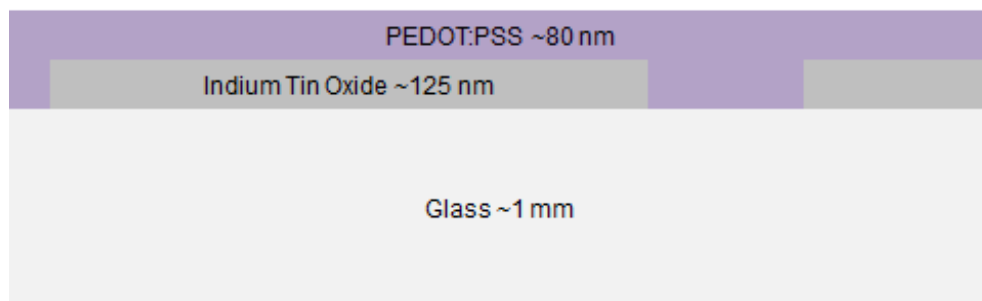 PEDOT:PSS ~80 nm
Indium Tin Oxide ~125 nm
Glass ~1 mm